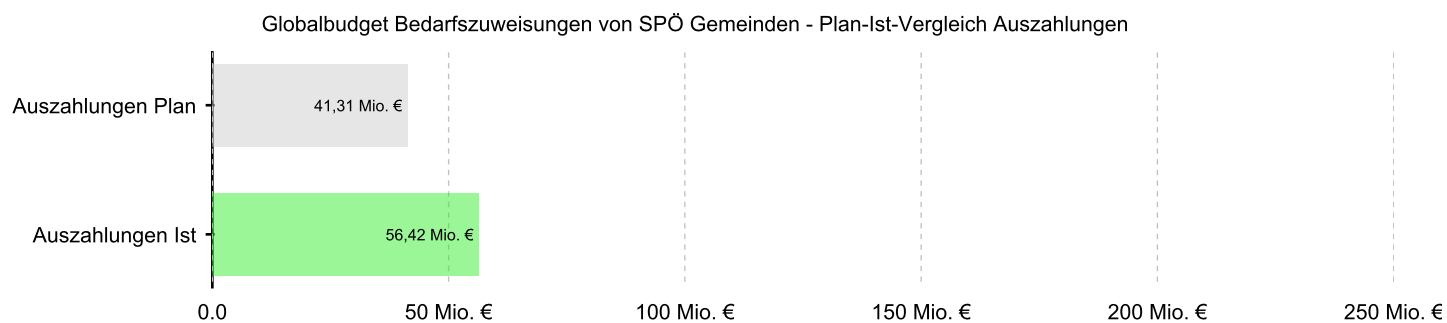 Globalbudget Bedarfszuweisungen von SPÖ Gemeinden - Plan-Ist-Vergleich Auszahlungen
Auszahlungen Plan
41,31 Mio. €
Auszahlungen Ist
56,42 Mio. €
0.0 50 Mio. € 100 Mio. € 150 Mio. € 200 Mio. € 250 Mio. €